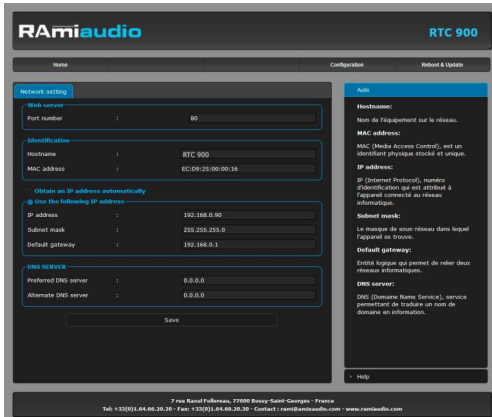 RAmiaudio
RTC 900
Home
Configuration
Reboot & Update
Network setting
Web server
Port number : 80
Identification
Hostname : RTC 900
MAC address : EC:D9:25:00:00:16
Obtain an IP address automatically
Use the following IP address
IP address : 192.168.0.90
Subnet mask : 255.255.255.0
Default gateway : 192.168.0.1
DNS SERVER
Preferred DNS server : 0.0.0.0
Alternate DNS server : 0.0.0.0
Save
Aide
Hostname:
Nom de l'équipement sur le réseau.
MAC address:
MAC (Media Access Control), est un
identifiant physique stocké et unique.
IP address:
IP (Internet Protocol), numéro
d'identification qui est attribué à
l'appareil connecté au réseau
informatique.
Subnet mask:
Le masque de sous-réseau dans lequel
l'appareil se trouve.
Default gateway:
Entité logique qui permet de relier deux
réseaux informatiques.
DNS server:
DNS (Domaine Name Service), service
permettant de traduire un nom de
domaine en information.
Help
7 rue Raoul Follereau, 77600 Bussy-Saint-Georges - France
Tel: +33(0)1.64.66.20.20 - Fax: +33(0)1.64.66.20.30 - Contact : rami@amixaudio.com - www.ramiaudio.com